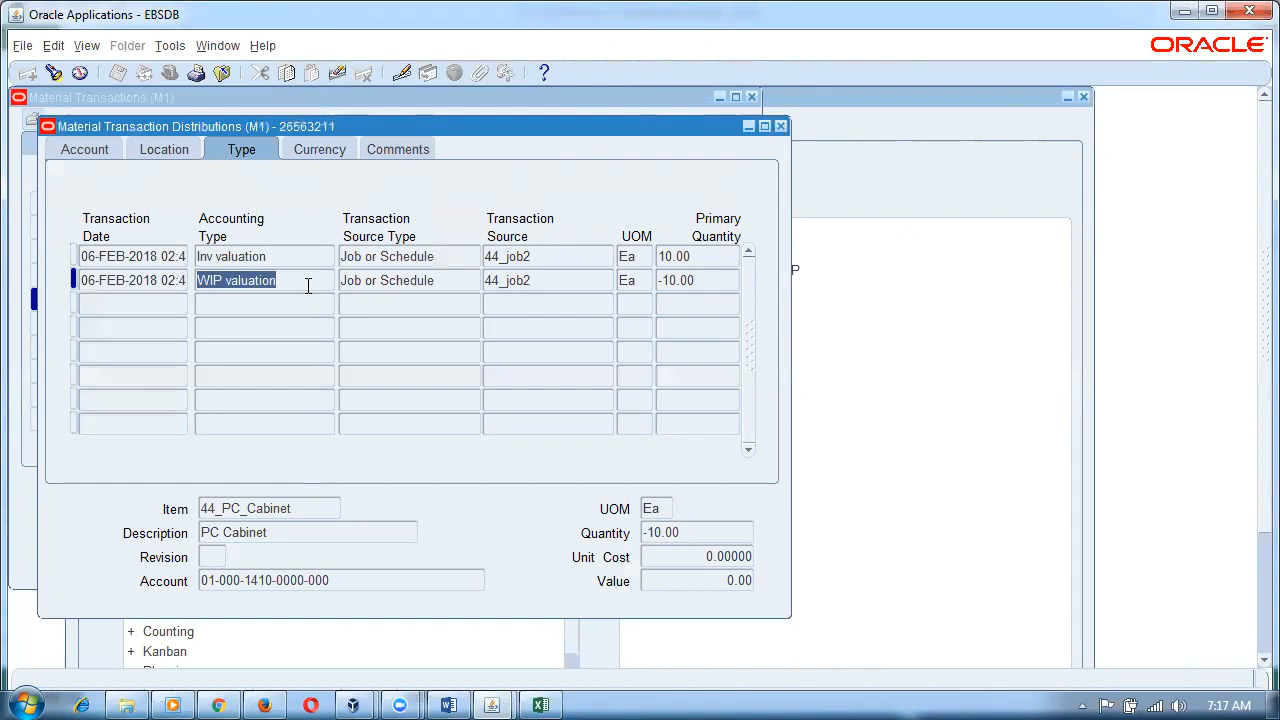 Oracle Applications - EBSDB
File Edit View Folder Tools Window Help
ORACLE
Material Transactions (M1)
Material Transaction Distributions (M1) - 26563211
Account Location Type Currency Comments
Transaction Accounting Transaction Transaction Primary
Date Type Source Type Source UOM Quantity
06-FEB-2018 02:4 Inv valuation Job or Schedule 44_job2 Ea 10.00
06-FEB-2018 02:4 WIP valuation Job or Schedule 44_job2 Ea -10.00
P
Item 44_PC_Cabinet UOM Ea
Description PC Cabinet Quantity -10.00
Revision Unit Cost 0.00000
Account 01-000-1410-0000-000 Value 0.00
+ Counting
+ Kanban
7:17 AM